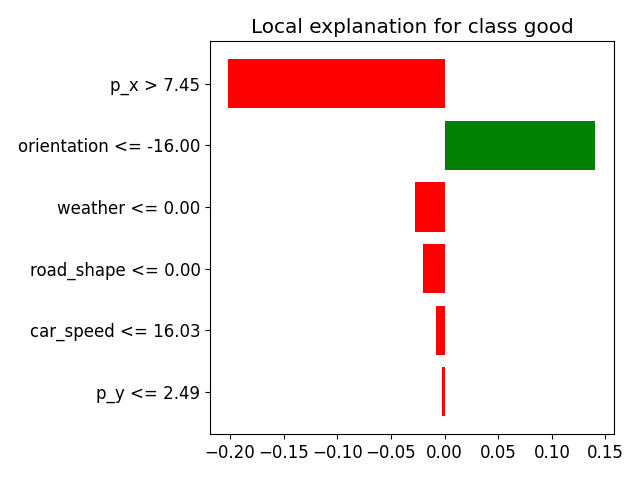 Local explanation for class good
p_x > 7.45
orientation <= -16.00
weather <= 0.00
road_shape <= 0.00
car_speed <= 16.03
p_y <= 2.49
−0.20 −0.15 −0.10 −0.05 0.00 0.05 0.10 0.15